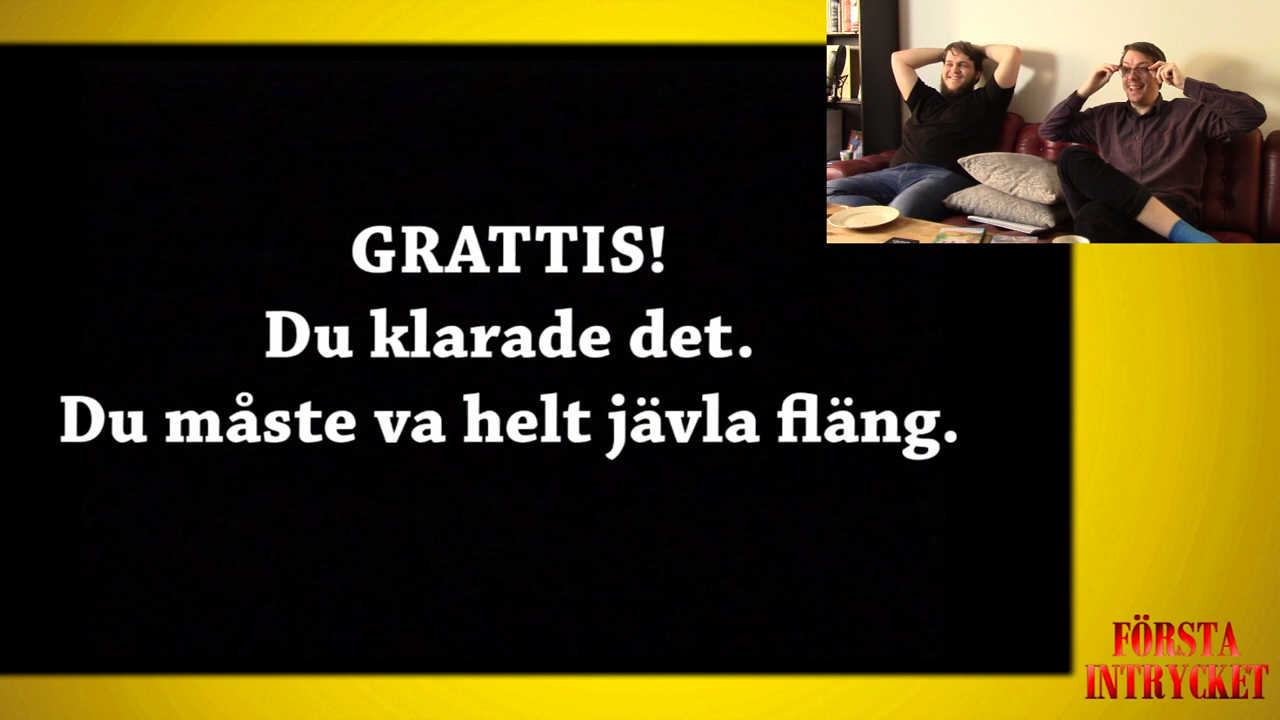 GRATTIS!
Du klarade det.
Du måste va helt jävla fläng.
FÖRSTA
INTRYCKET